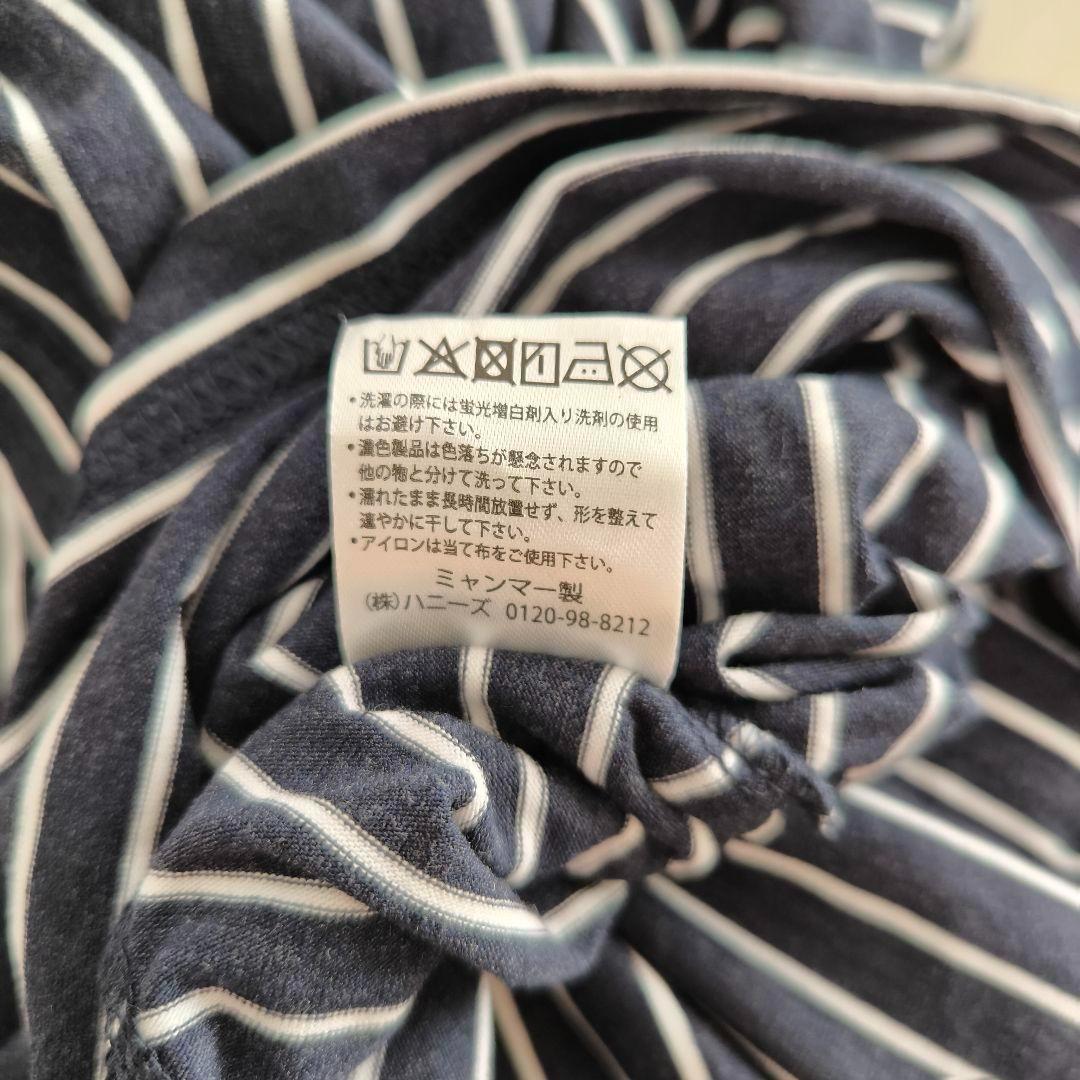 ・洗濯の際には蛍光増白剤入り洗剤の使用
はお避け下さい。
・濃色製品は色落ちが懸念されますので
他の物と分けて洗って下さい。
・濡れたまま長時間放置せず、形を整えて
速やかに干して下さい。
・アイロンは当て布をご使用下さい。
ミャンマー製
(株)ハニーズ 0120-98-8212